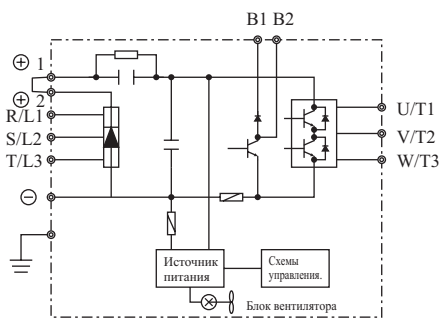 B1 B2
⊕ 1
⊕ 2
R/L1
S/L2
T/L3
⊖
U/T1
V/T2
W/T3
Источник
питания
Схемы
управления.
Блок вентилятора